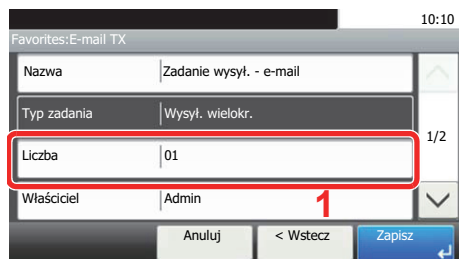 10:10
Favorites:E-mail TX
Nazwa Zadanie wysył. - e-mail
Typ zadania Wysył. wielokr.
1/2
Liczba 01
Właściciel Admin
1
Anuluj < Wstecz Zapisz